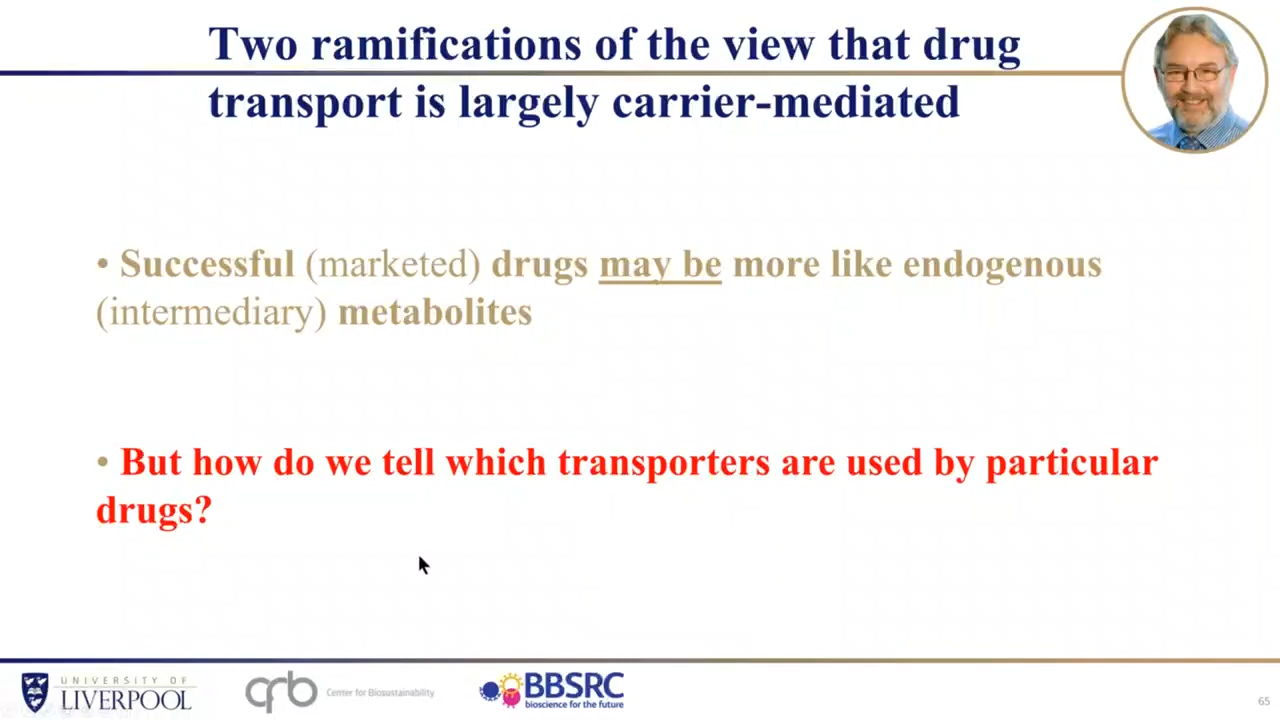 Two ramifications of the view that drug
transport is largely carrier-mediated
• Successful (marketed) drugs may be more like endogenous
(intermediary) metabolites
• But how do we tell which transporters are used by particular
drugs?
UNIVERSITY OF
LIVERPOOL
qrb
Center for Biosustainability
BBSRC
bioscience for the future
65